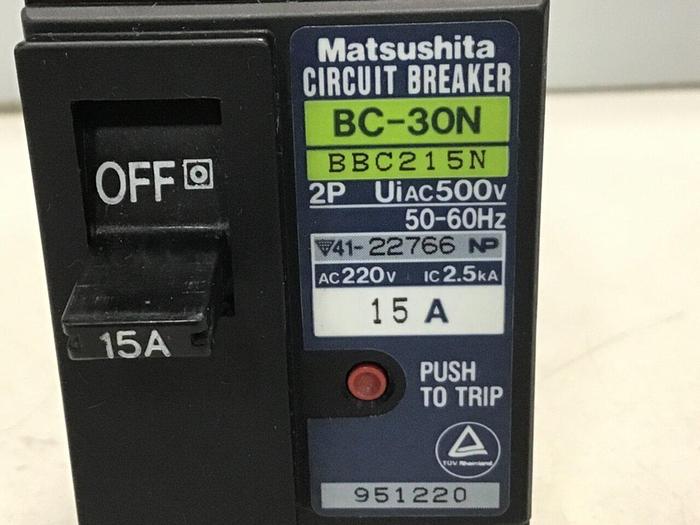 Matsushita
CIRCUIT BREAKER
BC-30N
BBC215N
2P Ui AC500V
50-60Hz
41-22766 NP
AC220V IC2.5kA
15 A
PUSH
TO TRIP
TÜV Rheinland
951220
OFF
15A